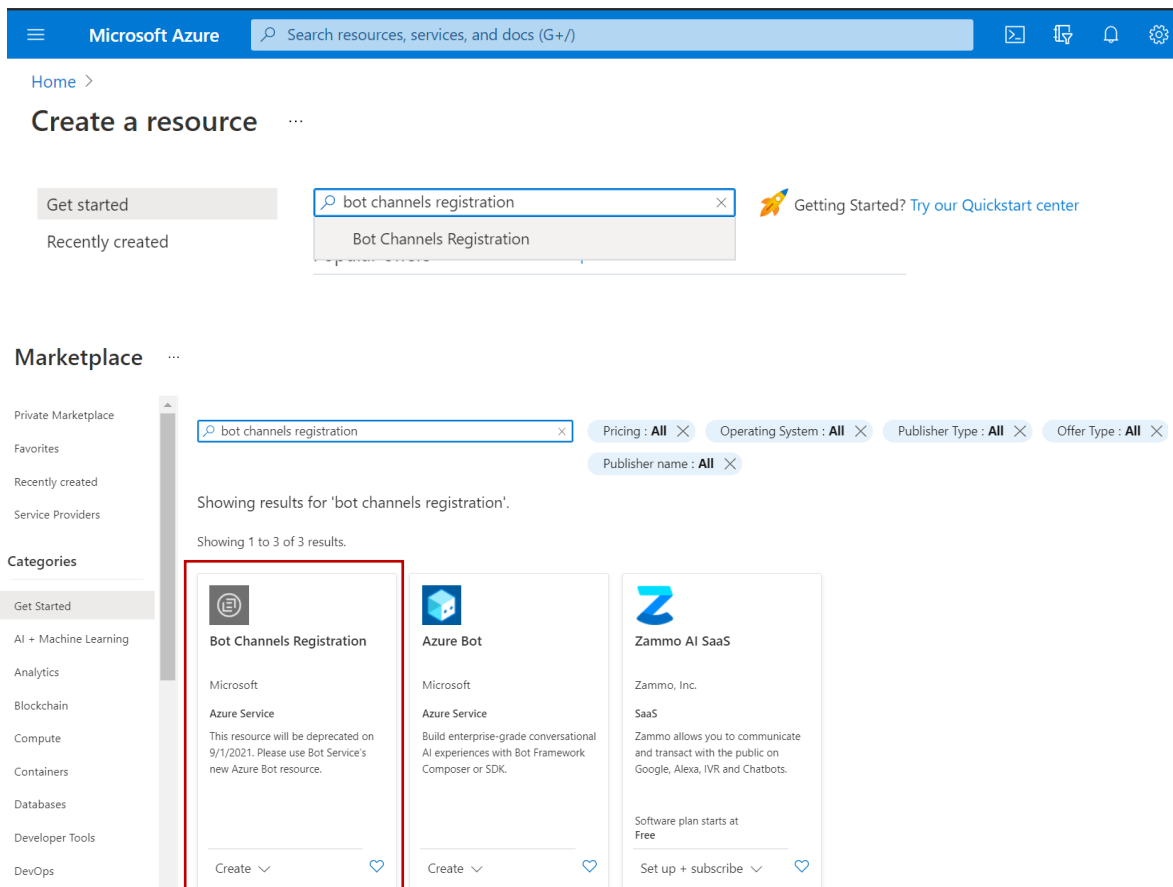 Microsoft Azure
Search resources, services, and docs (G+/)
Home >
Create a resource ...
Get started
Recently created
bot channels registration
Bot Channels Registration
Getting Started? Try our Quickstart center
Marketplace ...
Private Marketplace
Favorites
Recently created
Service Providers
Categories
Get Started
AI + Machine Learning
Analytics
Blockchain
Compute
Containers
Databases
Developer Tools
DevOps
bot channels registration
Pricing : All
Operating System : All
Publisher Type : All
Offer Type : All
Publisher name : All
Showing results for 'bot channels registration'.
Showing 1 to 3 of 3 results.
Bot Channels Registration
Microsoft
Azure Service
This resource will be deprecated on
9/1/2021. Please use Bot Service's
new Azure Bot resource.
Create
Azure Bot
Microsoft
Azure Service
Build enterprise-grade conversational
AI experiences with Bot Framework
Composer or SDK.
Create
Zammo AI SaaS
Zammo, Inc.
SaaS
Zammo allows you to communicate
and transact with the public on
Google, Alexa, IVR and Chatbots.
Software plan starts at
Free
Set up + subscribe